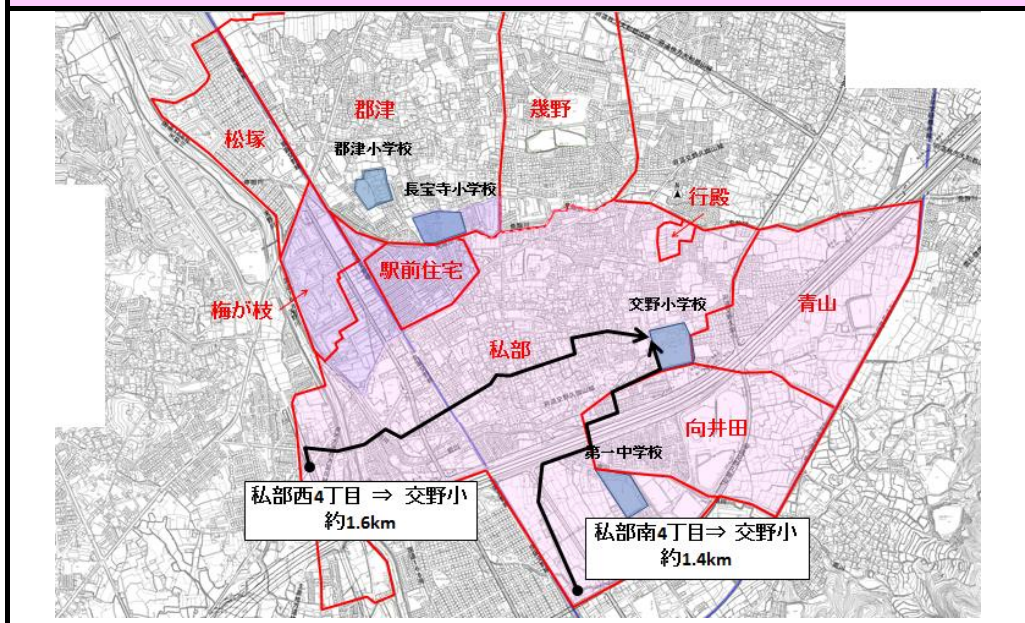 郡津
幾野
松塚
郡津小学校
長宝寺小学校
行殿
駅前住宅
梅が枝
交野小学校
青山
私部
向井田
第一中学校
私部西4丁目 ⇒ 交野小
約1.6km
私部南4丁目⇒ 交野小
約1.4km